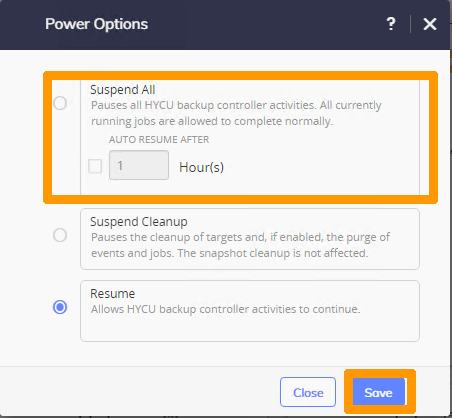 Power Options ? ×
Suspend All
Pauses all HYCU backup controller activities. All currently
running jobs are allowed to complete normally.
AUTO RESUME AFTER
1 Hour(s)
Suspend Cleanup
Pauses the cleanup of targets and, if enabled, the purge of
events and jobs. The snapshot cleanup is not affected.
Resume
Allows HYCU backup controller activities to continue.
Close Save